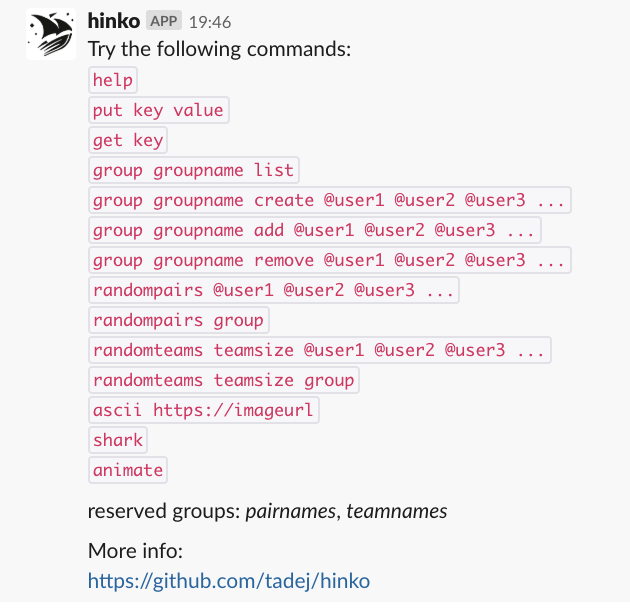 hinko APP 19:46
Try the following commands:
help
put key value
get key
group groupname list
group groupname create @user1 @user2 @user3 ...
group groupname add @user1 @user2 @user3 ...
group groupname remove @user1 @user2 @user3 ...
randompairs @user1 @user2 @user3 ...
randompairs group
randomteams teamsize @user1 @user2 @user3 ...
randomteams teamsize group
ascii https://imageurl
shark
animate
reserved groups: pairnames, teamnames
More info:
https://github.com/tadej/hinko